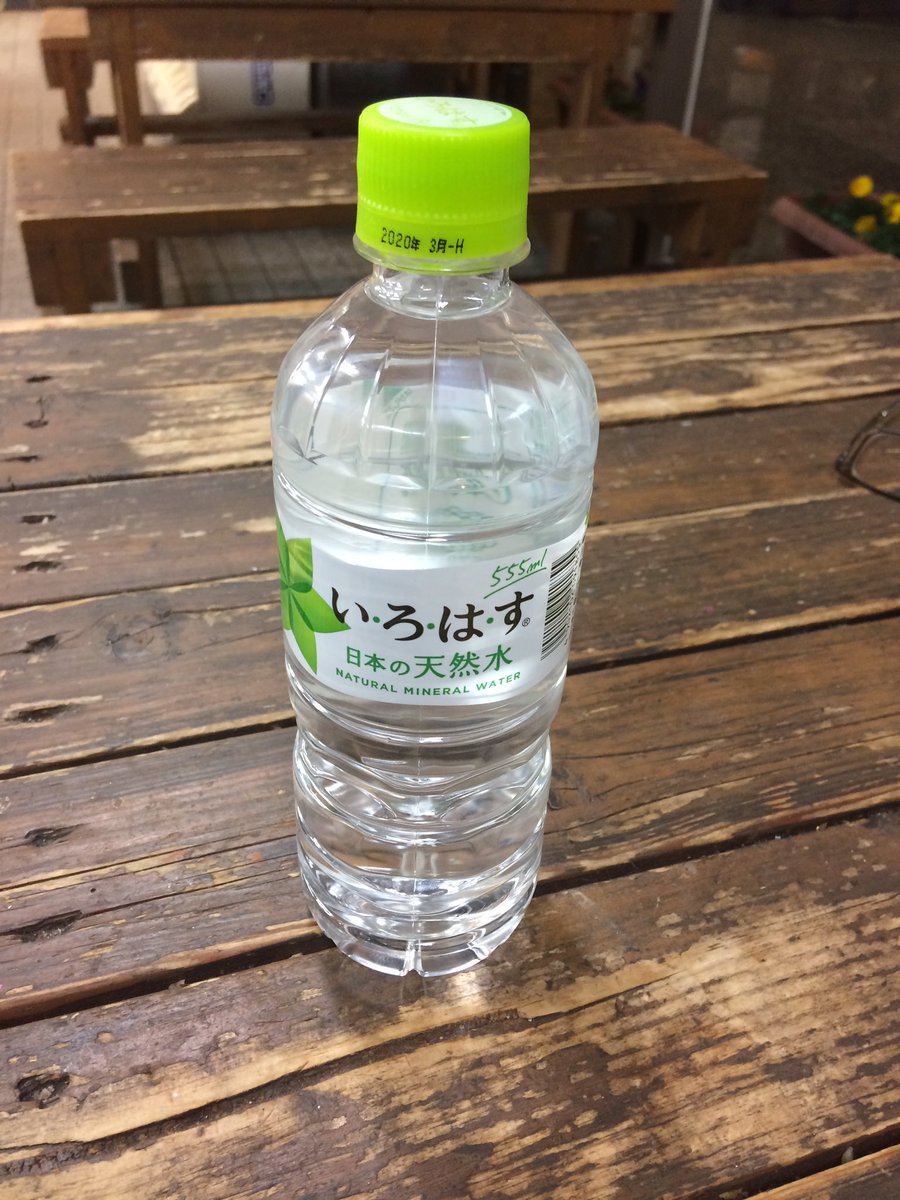 2020年 3月-H
555ml
い・ろ・は・す®
日本の天然水
NATURAL MINERAL WATER